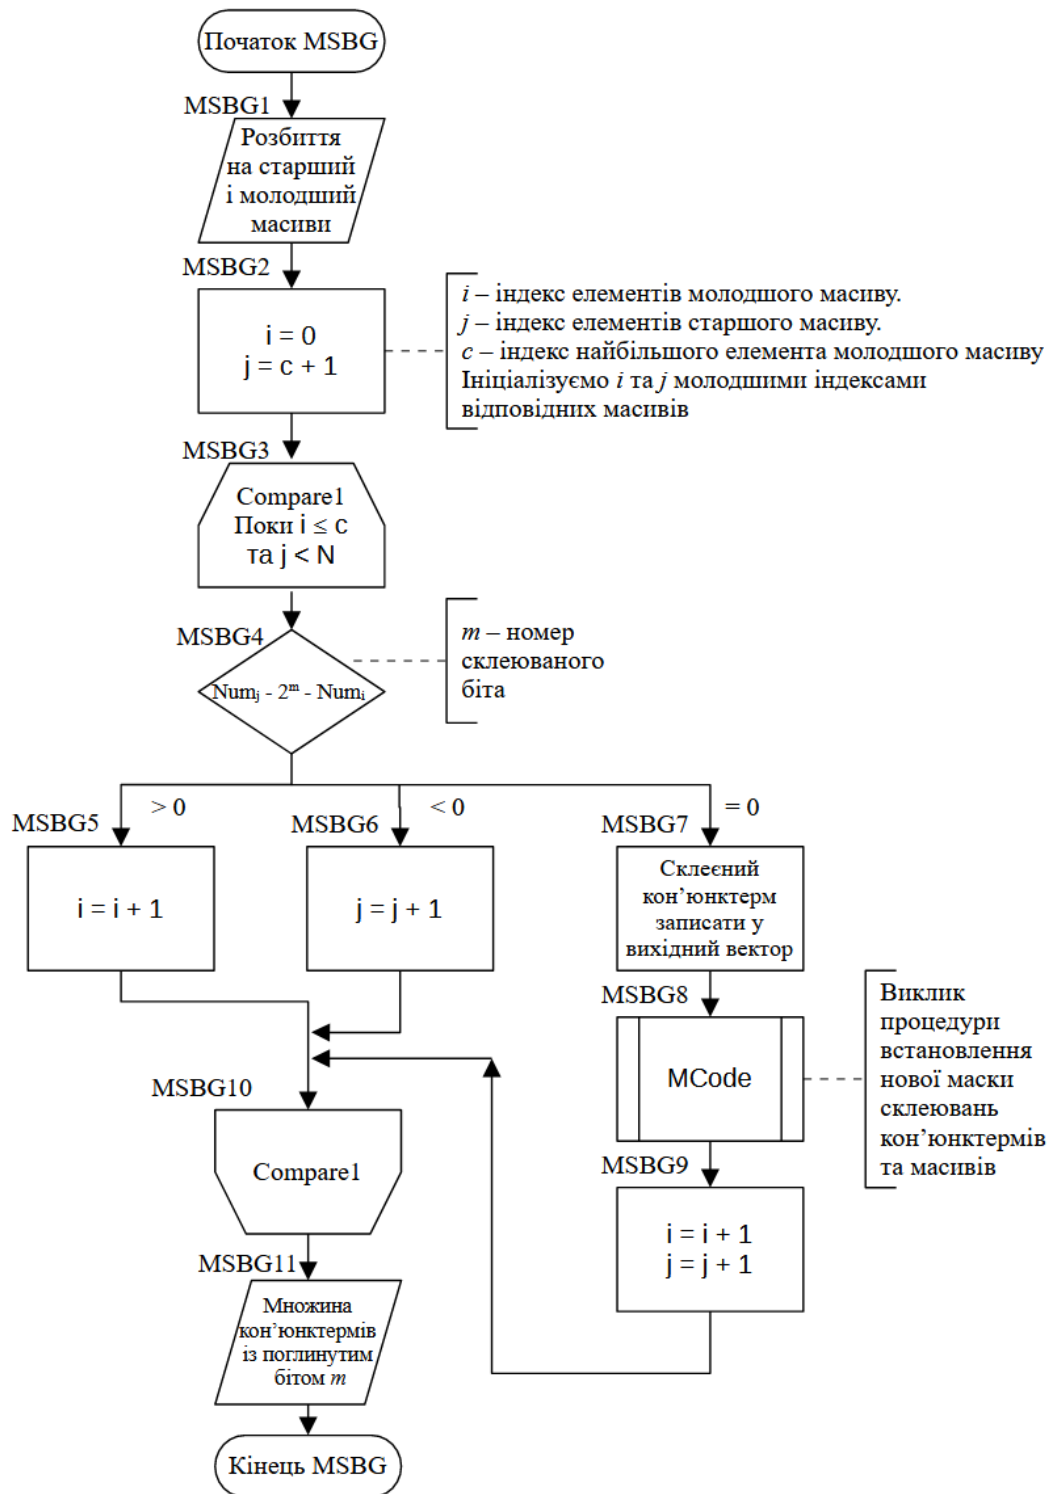 Початок MSBG
MSBG1
Розбиття
на старший
і молодший
масиви
MSBG2
i = 0
j = c + 1
i – індекс елементів молодшого масиву.
j – індекс елементів старшого масиву.
c – індекс найбільшого елемента молодшого масиву
Ініціалізуємо i та j молодшими індексами
відповідних масивів
MSBG3
Compare1
Поки i ≤ c
та j < N
MSBG4
Numj - 2^m - Numi
m – номер
склеюваного
біта
> 0
< 0
= 0
MSBG5
i = i + 1
MSBG6
j = j + 1
MSBG7
Склеєний
кон’юнктерм
записати у
вихідний вектор
MSBG8
MCode
Виклик
процедури
встановлення
нової маски
склеювань
кон’юнктермів
та масивів
MSBG9
i = i + 1
j = j + 1
MSBG10
Compare1
MSBG11
Множина
кон’юнктермів
із поглинутим
бітом m
Кінець MSBG